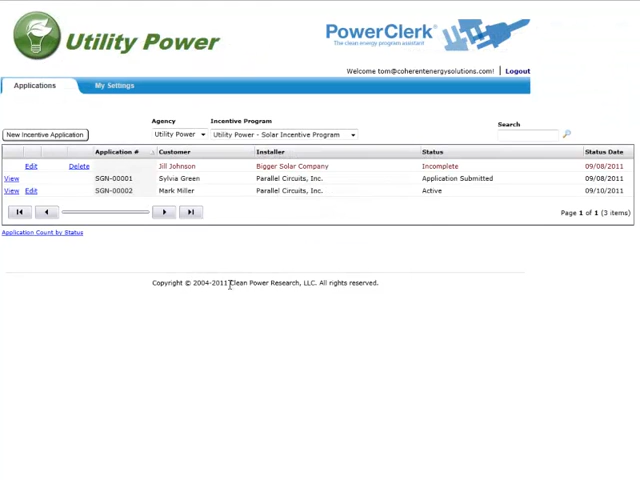 Utility Power
PowerClerk
The clean energy program assistant
Welcome tom@coherentenergysolutions.com! Logout
Applications My Settings
Agency Incentive Program Search
New Incentive Application Utility Power Utility Power - Solar Incentive Program
Application # Customer Installer Status Status Date
Edit Delete Jill Johnson Bigger Solar Company Incomplete 09/08/2011
View SGN-00001 Sylvia Green Parallel Circuits, Inc. Application Submitted 09/08/2011
View Edit SGN-00002 Mark Miller Parallel Circuits, Inc. Active 09/10/2011
Page 1 of 1 (3 items)
Application Count by Status
Copyright © 2004-2011 Clean Power Research, LLC. All rights reserved.